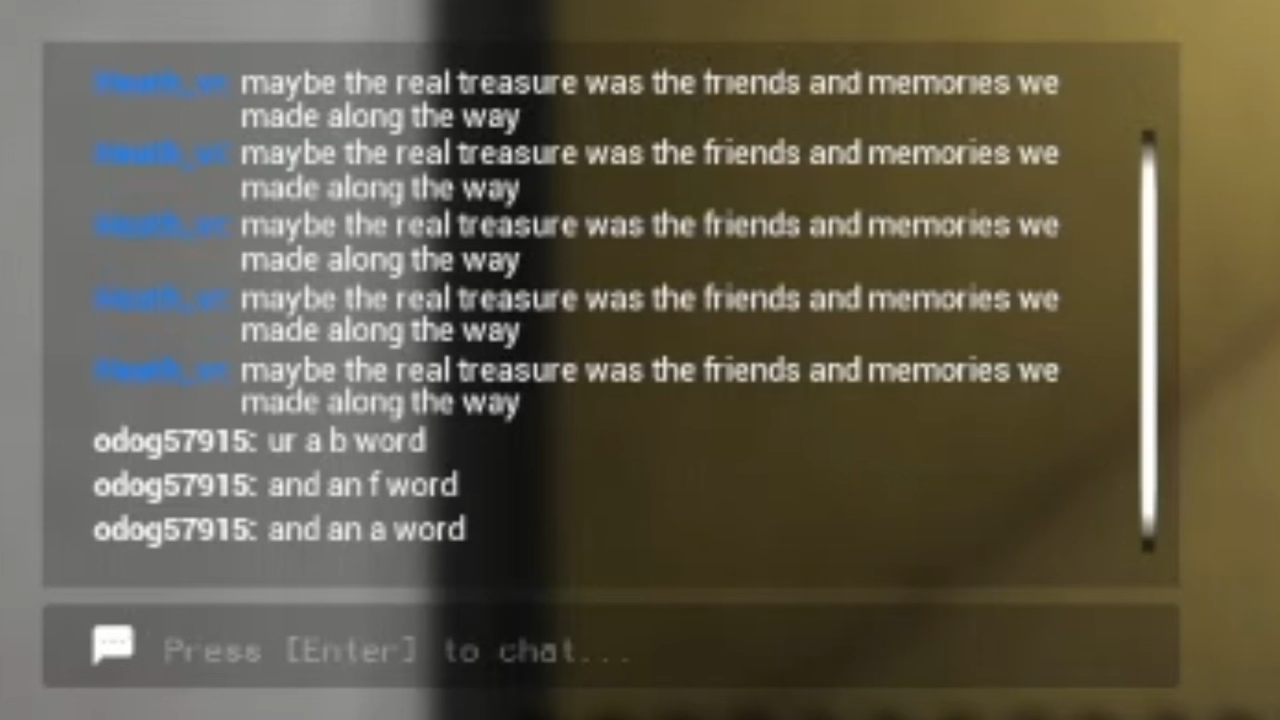 maybe the real treasure was the friends and memories we
made along the way
maybe the real treasure was the friends and memories we
made along the way
maybe the real treasure was the friends and memories we
made along the way
maybe the real treasure was the friends and memories we
made along the way
maybe the real treasure was the friends and memories we
made along the way
odog57915: ur a b word
odog57915: and an f word
odog57915: and an a word
Press [Enter] to chat...